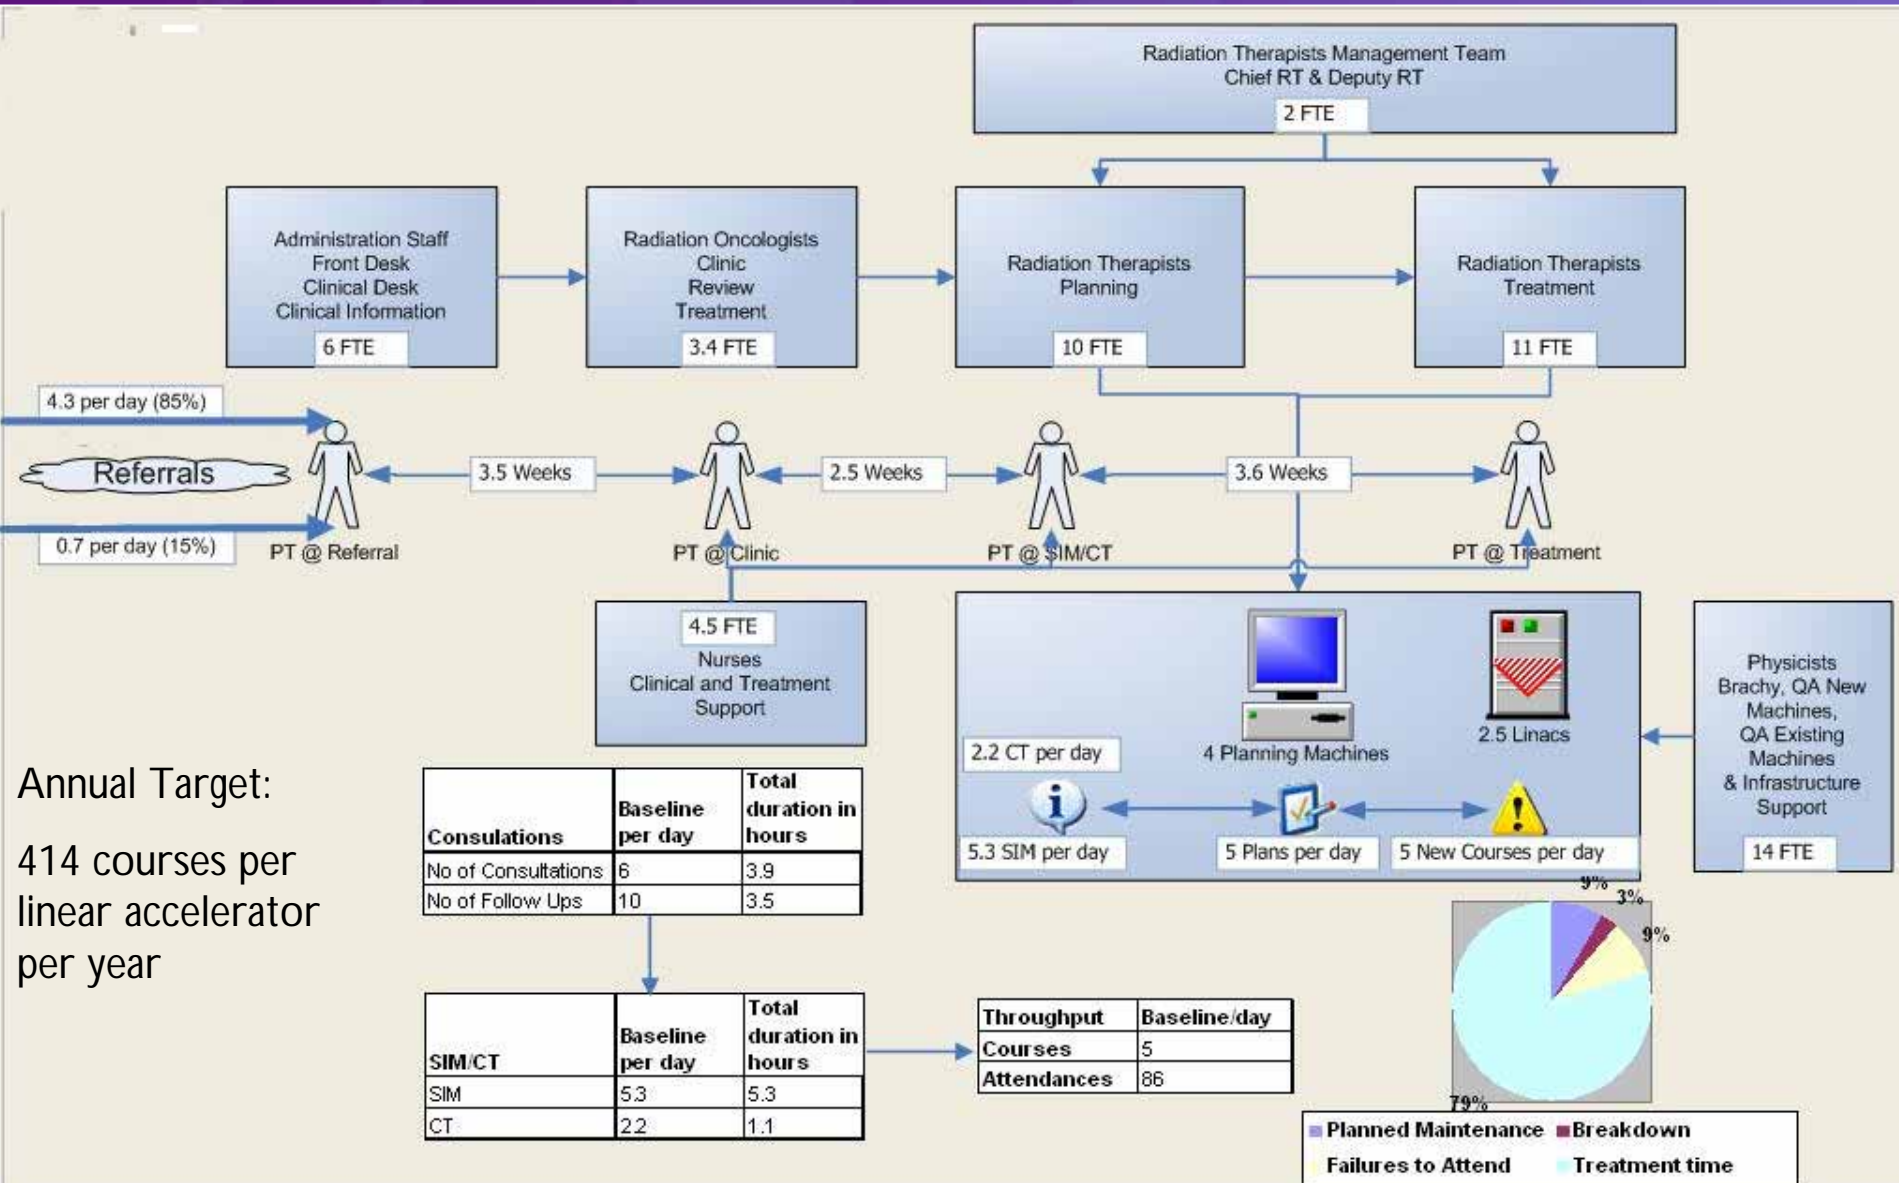 Radiation Therapists Management Team
Chief RT & Deputy RT
2 FTE
Administration Staff
Front Desk
Clinical Desk
Clinical Information
6 FTE
Radiation Oncologists
Clinic
Review
Treatment
3.4 FTE
Radiation Therapists
Planning
10 FTE
Radiation Therapists
Treatment
11 FTE
4.3 per day (85%)
Referrals
0.7 per day (15%)
3.5 Weeks
2.5 Weeks
3.6 Weeks
PT @ Referral
PT @ Clinic
PT @ SIM/CT
PT @ Treatment
4.5 FTE
Nurses
Clinical and Treatment
Support
4 Planning Machines
2.5 Linacs
2.2 CT per day
5.3 SIM per day
5 Plans per day
5 New Courses per day
Physicists
Brachy, QA New
Machines,
QA Existing
Machines
& Infrastructure
Support
14 FTE
Annual Target:
414 courses per
linear accelerator
per year
Consulations Baseline per day Total duration in hours
No of Consultations 6 3.9
No of Follow Ups 10 3.5
SIM/CT Baseline per day Total duration in hours
SIM 5.3 5.3
CT 2.2 1.1
Throughput Baseline/day
Courses 5
Attendances 86
9%
3%
9%
79%
Planned Maintenance Breakdown
Failures to Attend Treatment time